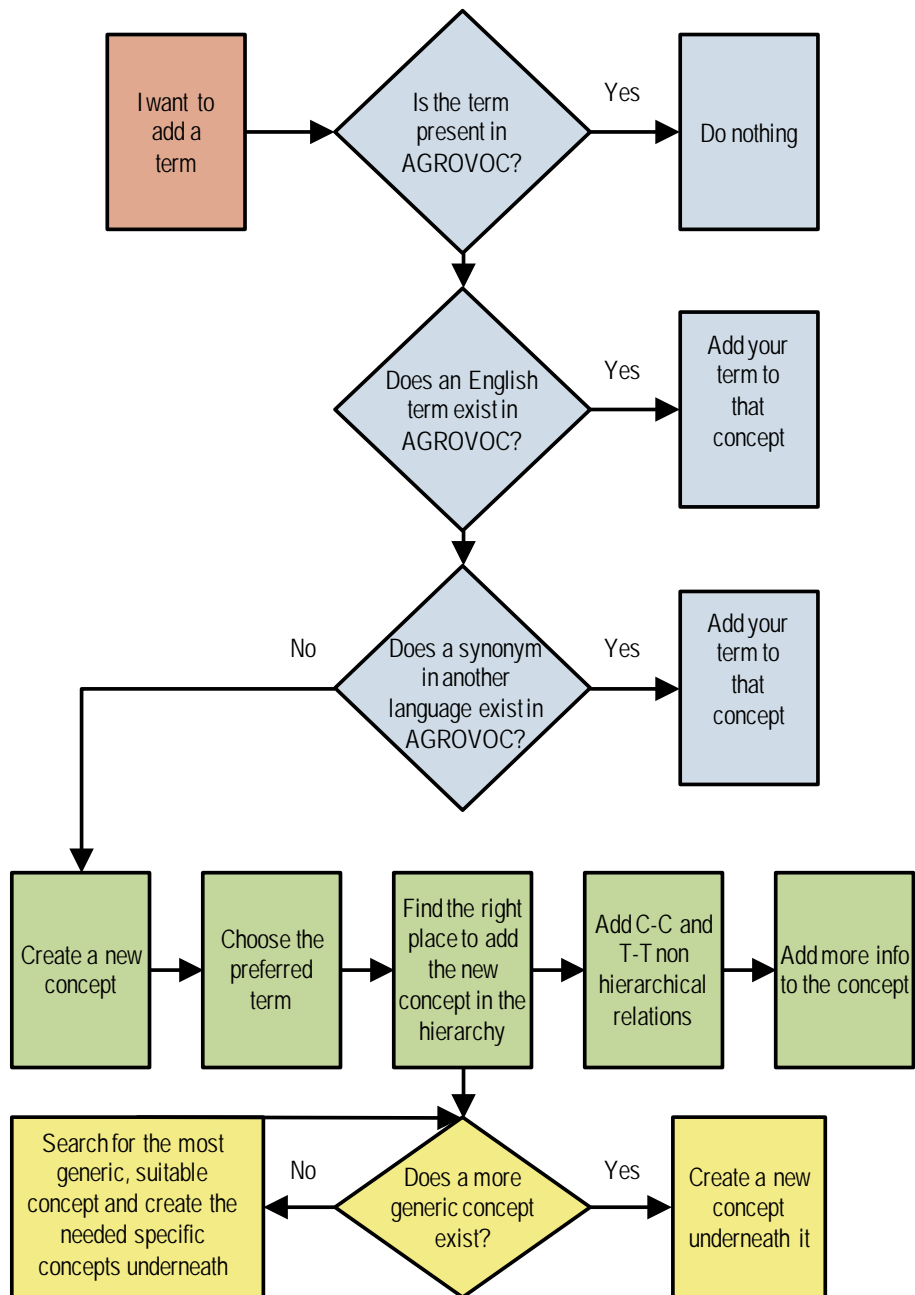 I want to
add a
term
Is the term
present in
AGROVOC?
Yes
Do nothing
Does an English
term exist in
AGROVOC?
Yes
Add your
term to
that
concept
No
Does a synonym
in another
language exist in
AGROVOC?
Yes
Add your
term to
that
concept
Create a new
concept
Choose the
preferred
term
Find the right
place to add
the new
concept in the
hierarchy
Add C-C and
T-T non
hierarchical
relations
Add more info
to the concept
Search for the most
generic, suitable
concept and create the
needed specific
concepts underneath
No
Does a more
generic concept
exist?
Yes
Create a new
concept
underneath it